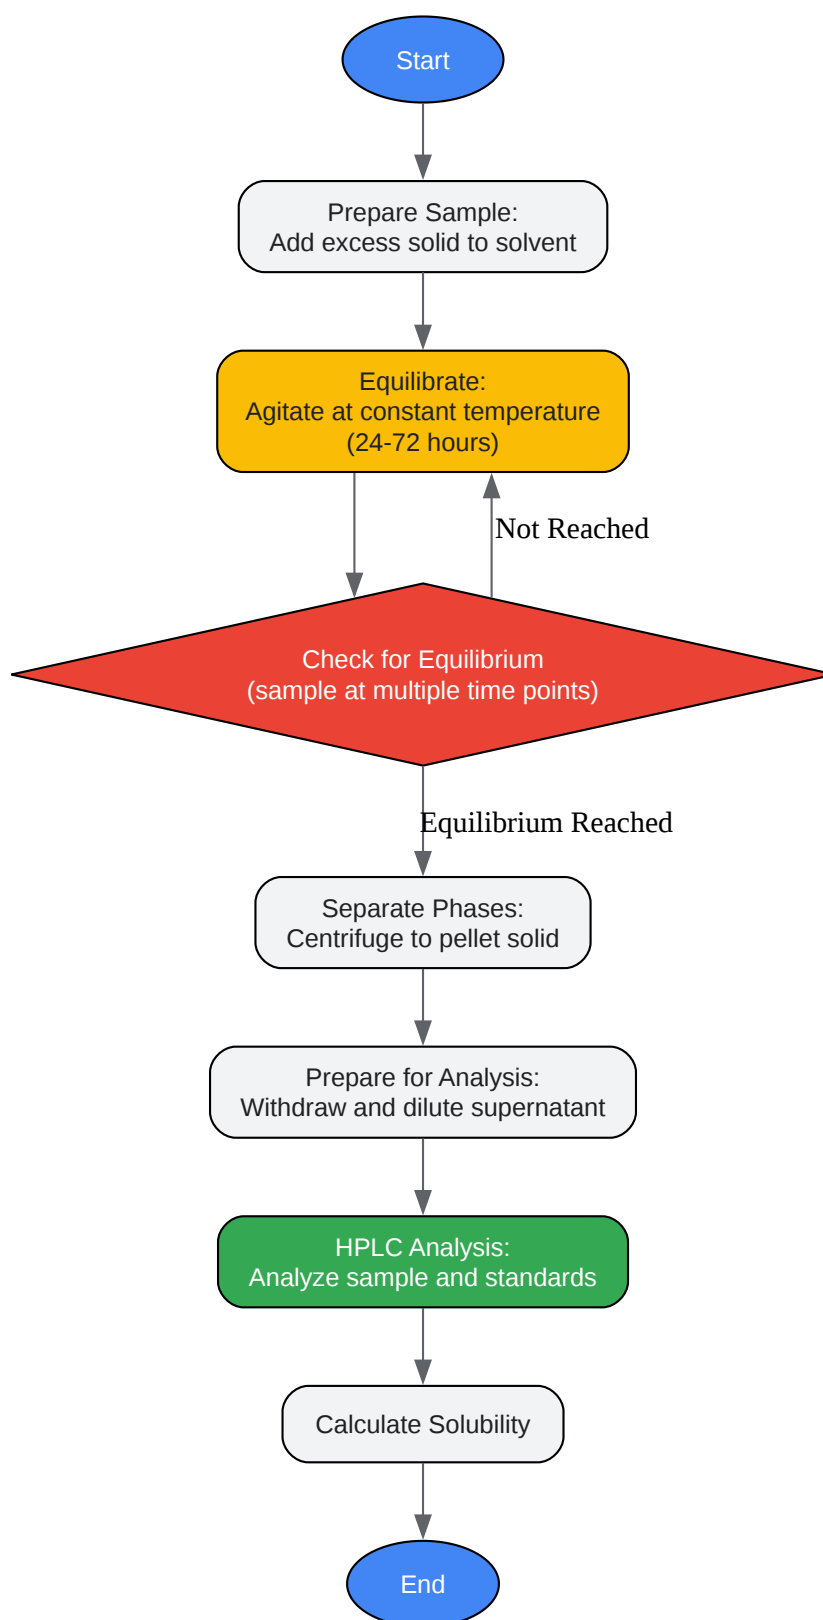 Start
Prepare Sample:
Add excess solid to solvent
Equilibrate:
Agitate at constant temperature
(24-72 hours)
Not Reached
Check for Equilibrium
(sample at multiple time points)
Equilibrium Reached
Separate Phases:
Centrifuge to pellet solid
Prepare for Analysis:
Withdraw and dilute supernatant
HPLC Analysis:
Analyze sample and standards
Calculate Solubility
End